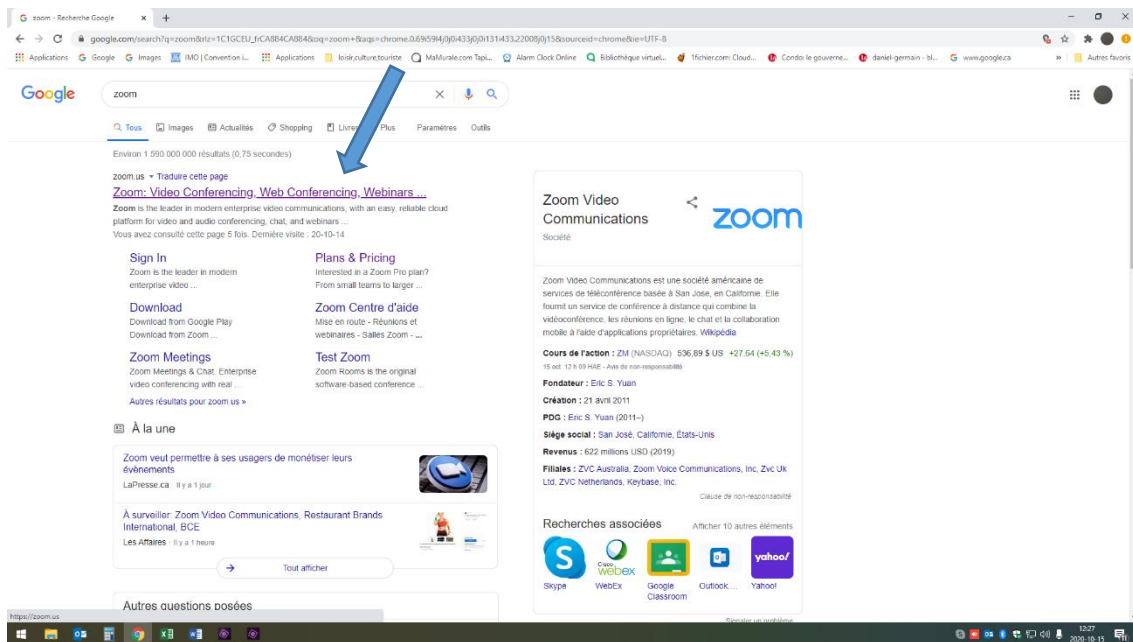 zoom - Recherche Google
google.com/search?q=zoom&rlz=1C1GCEU_frCA884CA884&oq=zoom+&aqs=chrome.0.69i59l4j0j0i433j0j0i131i433.22008j0j15&sourceid=chrome&ie=UTF-8
Applications Google Images IMO | Convention i... Applications loisir,culture,touriste MaMurale.com Tapi... Alarm Clock Online Bibliothèque virtuel... 1fichier.com: Cloud... Condo: le gouverne... daniel-germain - bl... www.google.ca » Autres favoris
Google
zoom
Tous Images Actualités Shopping Livres Plus Paramètres Outils
Environ 1 590 000 000 résultats (0,75 secondes)
zoom.us Traduire cette page
Zoom: Video Conferencing, Web Conferencing, Webinars ...
Zoom is the leader in modern enterprise video communications, with an easy, reliable cloud
platform for video and audio conferencing, chat, and webinars ...
Vous avez consulté cette page 5 fois. Dernière visite : 20-10-14
Sign In
Zoom is the leader in modern
enterprise video ...
Plans & Pricing
Interested in a Zoom Pro plan?
From small teams to larger ...
Download
Download from Google Play
Download from Zoom ...
Zoom Centre d'aide
Mise en route - Réunions et
webinaires - Salles Zoom - ...
Zoom Meetings
Zoom Meetings & Chat. Enterprise
video conferencing with real ...
Test Zoom
Zoom Rooms is the original
software-based conference ...
Autres résultats pour zoom.us »
À la une
Zoom veut permettre à ses usagers de monétiser leurs
évènements
LaPresse.ca Il y a 1 jour
À surveiller: Zoom Video Communications, Restaurant Brands
International, BCE
Les Affaires · Il y a 1 heure
Tout afficher
Autres questions posées
Zoom Video
Communications
Société
zoom
Zoom Video Communications est une société américaine de
services de téléconférence basée à San Jose, en Californie. Elle
fournit un service de conférence à distance qui combine la
vidéoconférence, les réunions en ligne, le chat et la collaboration
mobile à l'aide d'applications propriétaires. Wikipédia
Cours de l'action : ZM (NASDAQ) 536,89 $ US +27,64 (+5,43 %)
15 oct. 12 h 09 HAE - Avis de non-responsabilité
Fondateur : Eric S. Yuan
Création : 21 avril 2011
PDG : Eric S. Yuan (2011–)
Siège social : San José, Californie, États-Unis
Revenus : 622 millions USD (2019)
Filiales : ZVC Australia, Zoom Voice Communications, Inc, Zvc Uk
Ltd, ZVC Netherlands, Keybase, Inc.
Clause de non-responsabilité
Recherches associées
Afficher 10 autres éléments
S
Cisco
webex
yahoo!
Skype WebEx Google
Classroom Outlook.... Yahoo!
Signaler un problème
https://zoom.us
12:27
2020-10-15